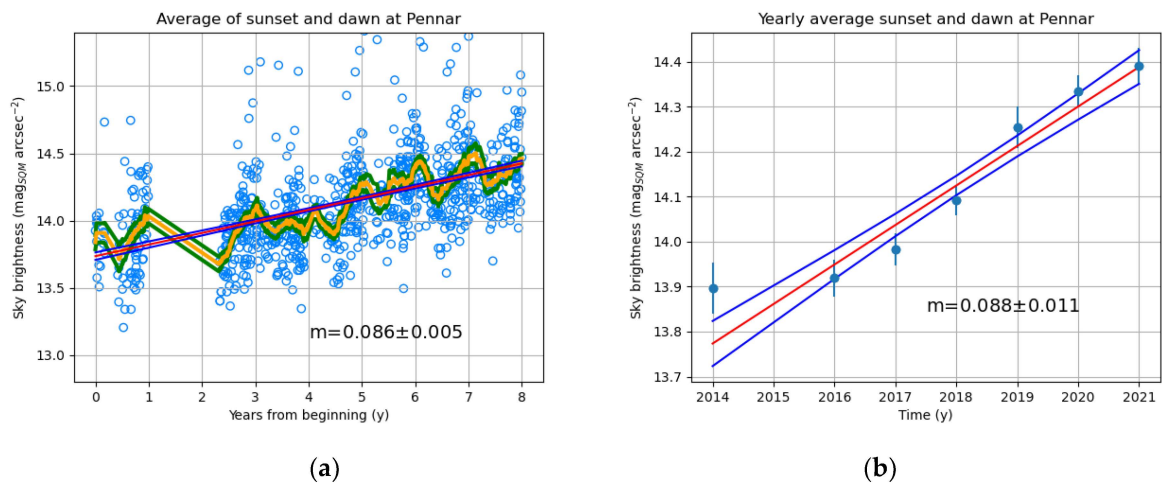 Average of sunset and dawn at Pennar
Sky brightness (mag_SQM arcsec⁻²)
15.0
14.5
14.0
13.5
13.0
m=0.086±0.005
0 1 2 3 4 5 6 7 8
Years from beginning (y)
(a)
Yearly average sunset and dawn at Pennar
Sky brightness (mag_SQM arcsec⁻²)
14.4
14.3
14.2
14.1
14.0
13.9
13.8
13.7
m=0.088±0.011
2014 2015 2016 2017 2018 2019 2020 2021
Time (y)
(b)